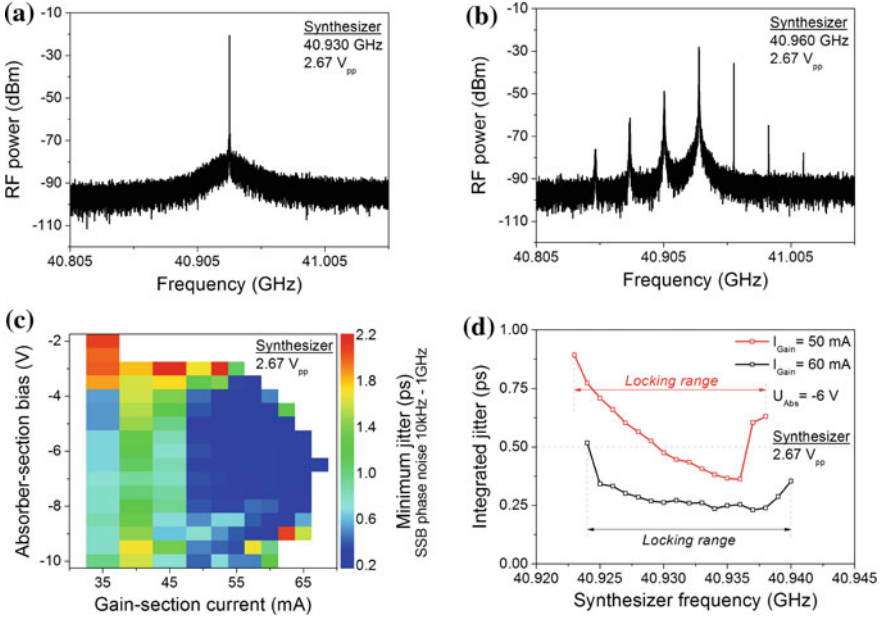 (a)
-10
-30
-50
-70
-90
-110
RF power (dBm)
Synthesizer
40.930 GHz
2.67 Vpp
40.805
40.905
41.005
Frequency (GHz)
(b)
-10
-30
-50
-70
-90
-110
RF power (dBm)
Synthesizer
40.960 GHz
2.67 Vpp
40.805
40.905
41.005
Frequency (GHz)
(c)
-2
-4
-6
-8
-10
Absorber-section bias (V)
Synthesizer
2.67 Vpp
35
45
55
65
Gain-section current (mA)
2.2
1.8
1.4
1.0
0.6
0.2
Minimum jitter (ps)
SSB phase noise 10kHz - 1GHz
(d)
1.00
0.75
0.50
0.25
0.00
Integrated jitter (ps)
IGain = 50 mA
IGain = 60 mA
Locking range
UAbs = -6 V
Synthesizer
2.67 Vpp
Locking range
40.920
40.925
40.930
40.935
40.940
40.945
Synthesizer frequency (GHz)